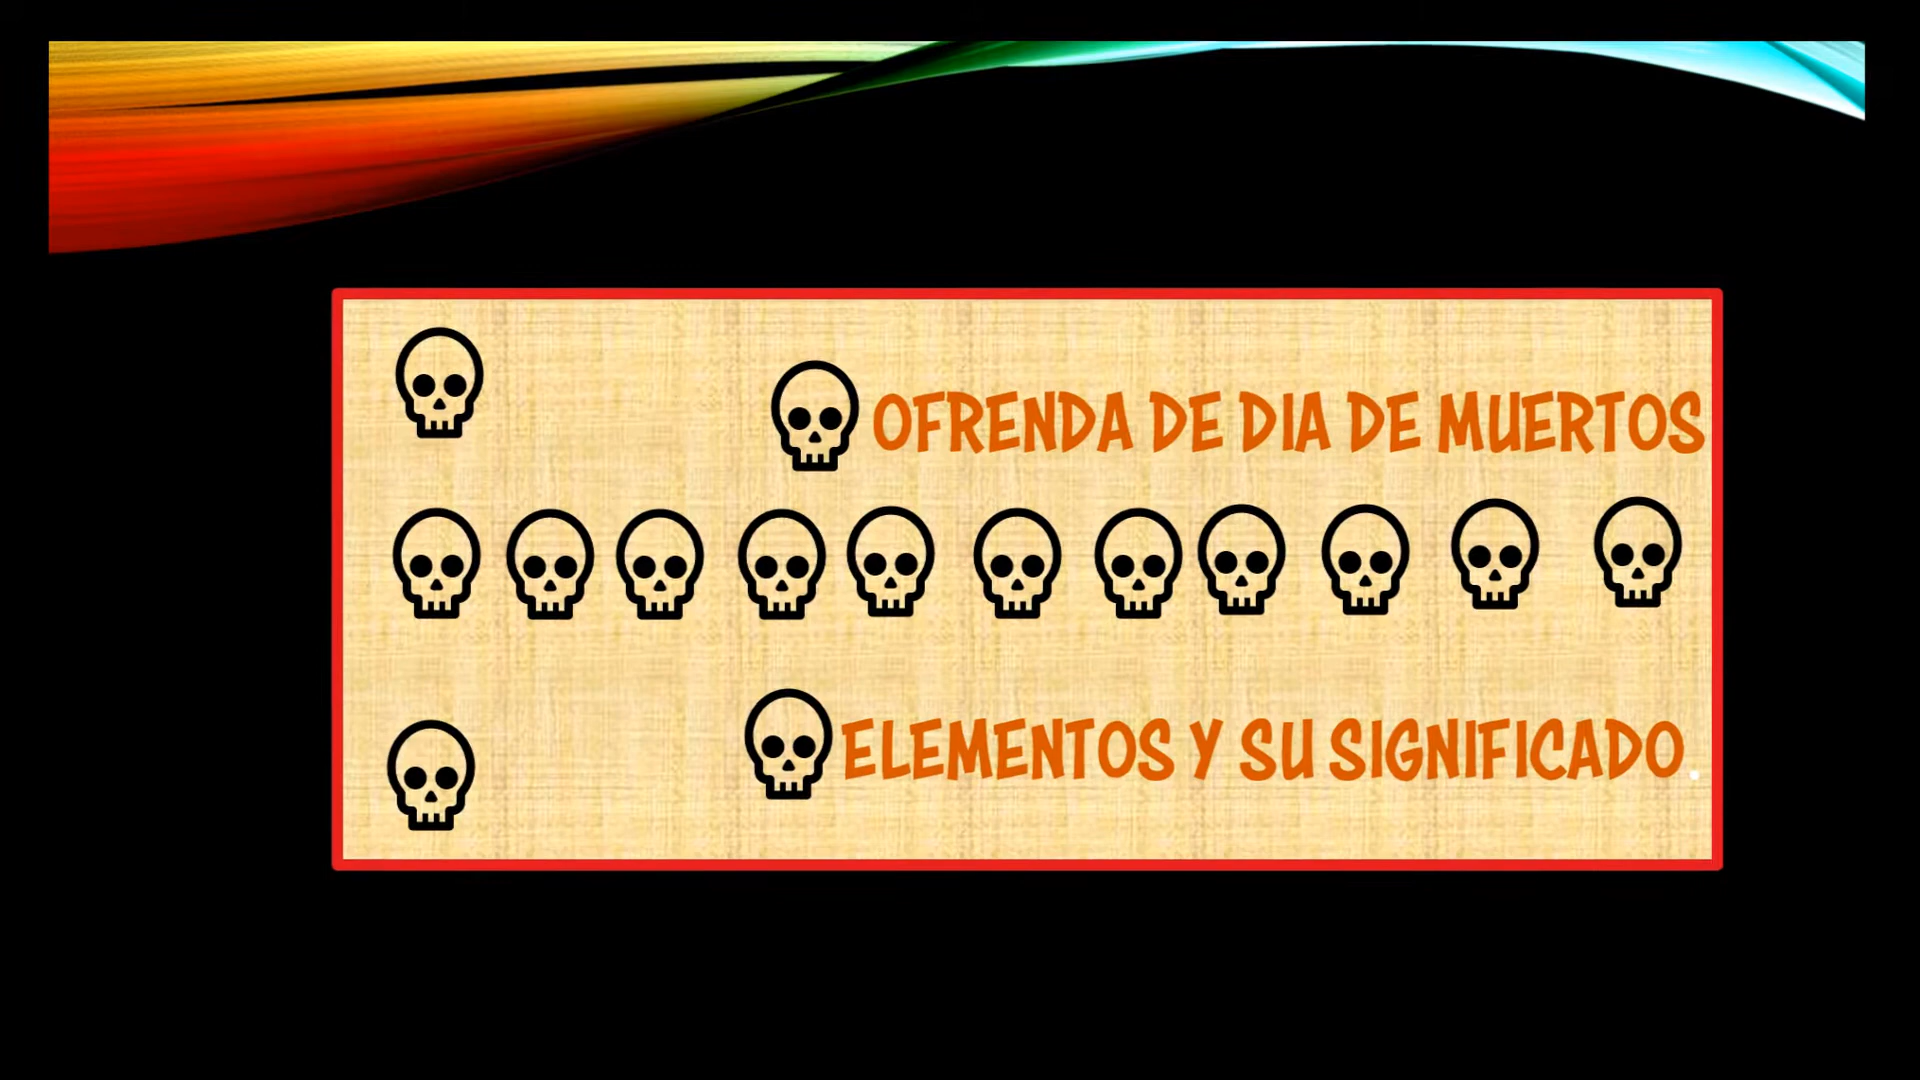 OFRENDA DE DIA DE MUERTOS
ELEMENTOS Y SU SIGNIFICADO.